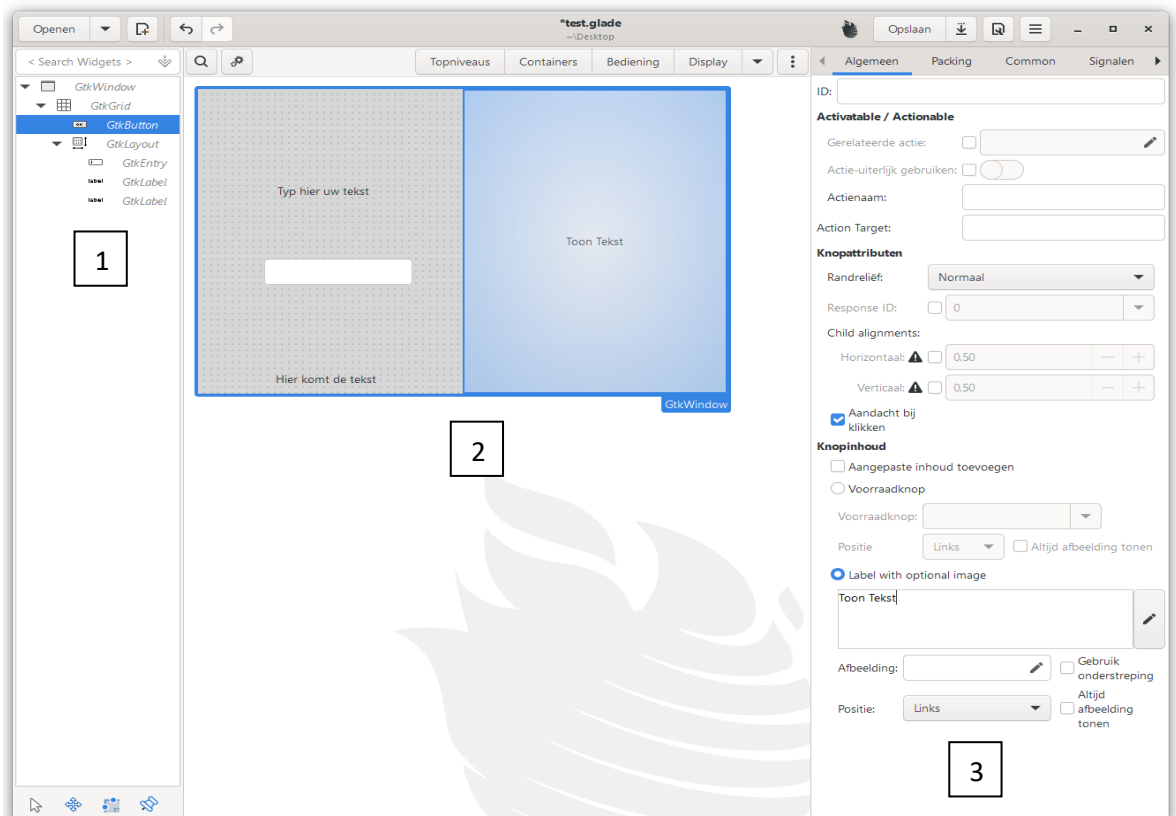 Openen
*test.glade
~\Desktop
Opslaan
< Search Widgets >
Topniveaus
Containers
Bediening
Display
Algemeen
Packing
Common
Signalen
GtkWindow
GtkGrid
GtkButton
GtkLayout
GtkEntry
label GtkLabel
label GtkLabel
1
Typ hier uw tekst
Toon Tekst
Hier komt de tekst
GtkWindow
2
ID:
Activatable / Actionable
Gerelateerde actie:
Actie-uiterlijk gebruiken:
Actienaam:
Action Target:
Knopattributen
Randreliëf: Normaal
Response ID: 0
Child alignments:
Horizontaal: 0,50
Verticaal: 0,50
Aandacht bij
klikken
Knopinhoud
Aangepaste inhoud toevoegen
Voorraadknop
Voorraadknop:
Positie Links Altijd afbeelding tonen
Label with optional image
Toon Tekst
Afbeelding:
Gebruik
onderstreping
Positie: Links
Altijd
afbeelding
tonen
3